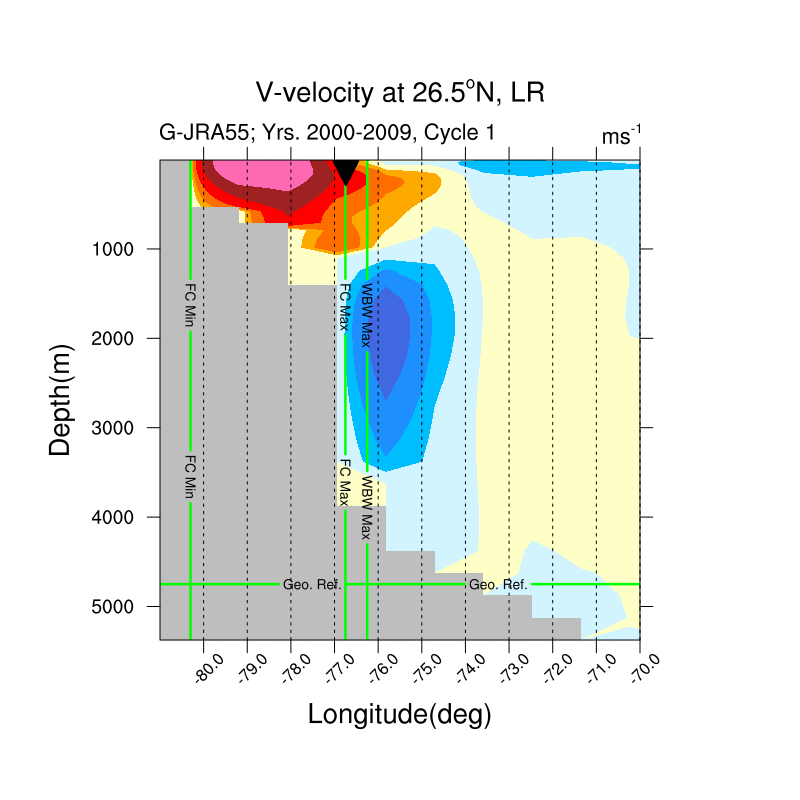 V-velocity at 26.5oN, LR
G-JRA55; Yrs. 2000-2009, Cycle 1
ms-1
FC Min
FC Max
WBW Max
FC Min
FC Max
WBW Max
Geo. Ref.
Geo. Ref.
Depth(m)
1000
2000
3000
4000
5000
-80.0
-79.0
-78.0
-77.0
-76.0
-75.0
-74.0
-73.0
-72.0
-71.0
-70.0
Longitude(deg)